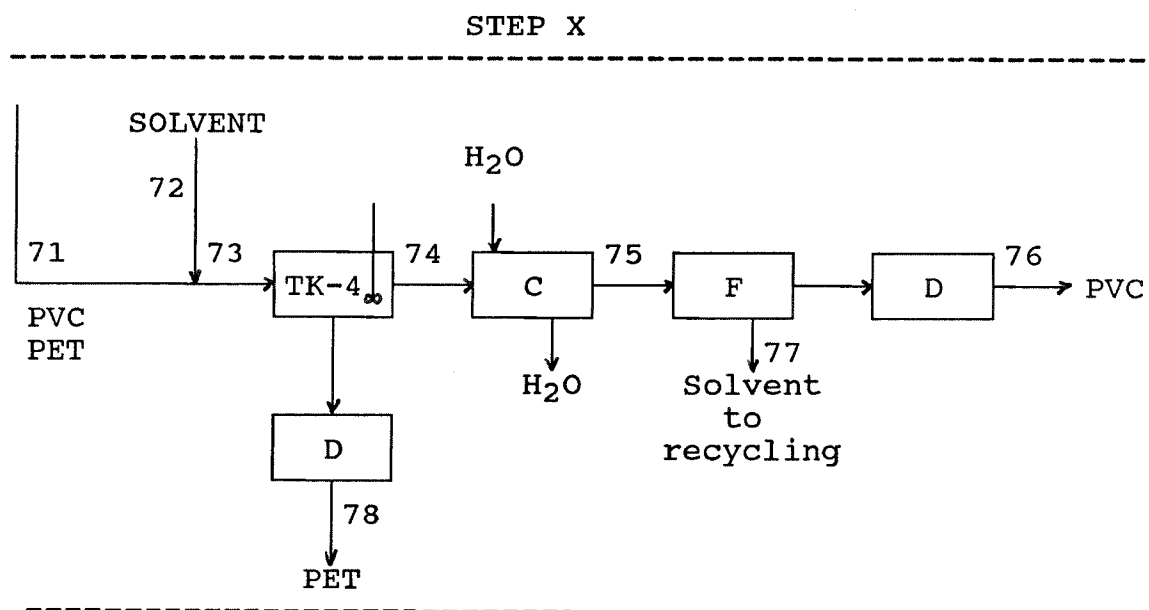 STEP X
SOLVENT
H2O
72
71
73
74
75
76
TK-4
C
F
D
PVC
PVC
PET
H2O
77
Solvent
to
recycling
D
78
PET